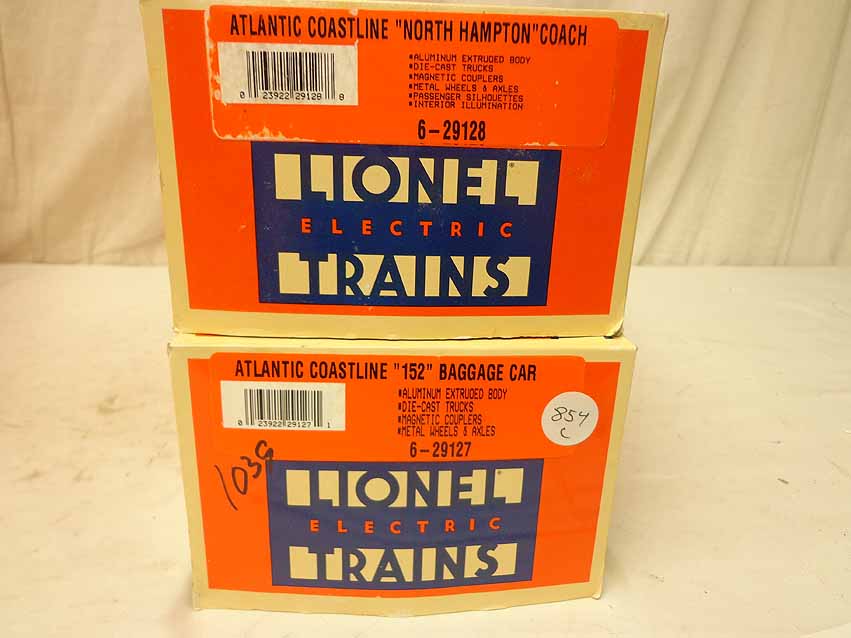 ATLANTIC COASTLINE "NORTH HAMPTON" COACH
*ALUMINUM EXTRUDED BODY
*DIE-CAST TRUCKS
*MAGNETIC COUPLERS
*METAL WHEELS & AXLES
*PASSENGER SILHOUETTES
*INTERIOR ILLUMINATION
0 23922 29128 8
6-29128
LIONEL
ELECTRIC
TRAINS
ATLANTIC COASTLINE "152" BAGGAGE CAR
*ALUMINUM EXTRUDED BODY
*DIE-CAST TRUCKS
*MAGNETIC COUPLERS
*METAL WHEELS & AXLES
0 23922 29127 1
6-29127
854
C
LIONEL
ELECTRIC
TRAINS